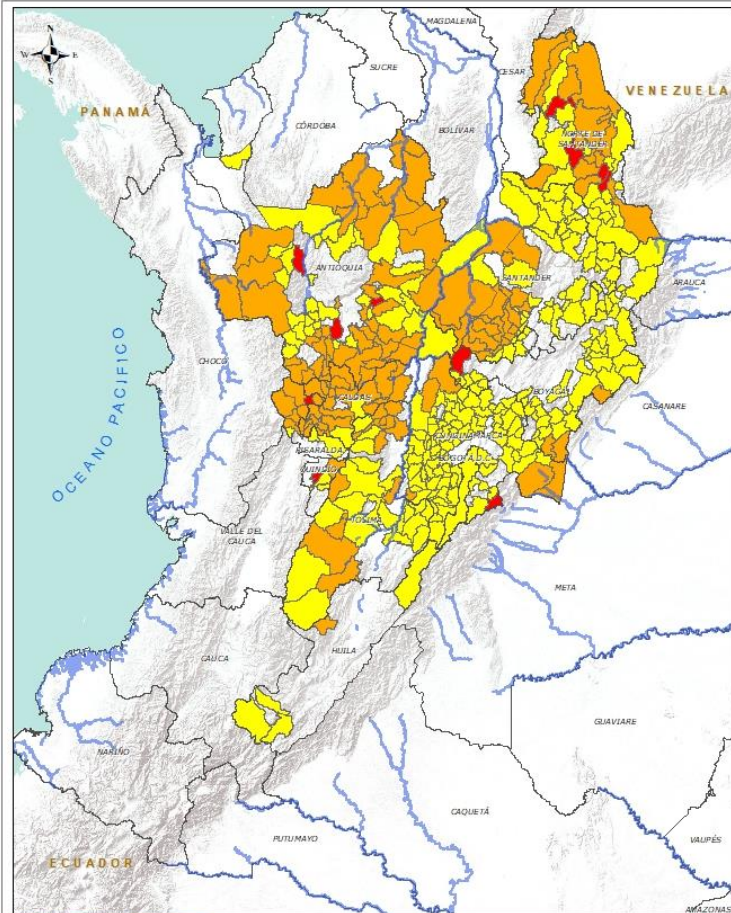 MAGDALENA
N
W E
S
SUCRE
CESAR
VENEZUELA
PANAMÁ
CÓRDOBA
BOLÍVAR
NORTE DE
SANTANDER
ANTIOQUIA
SANTANDER
ARAUCA
CHOCÓ
OCEANO PACIFICO
CALDAS
BOYACÁ
CASANARE
CUNDINAMARCA
RISARALDA
BOGOTÁ, D.C.
QUINDIO
TOLIMA
VALLE DEL
CAUCA
META
CAUCA
HUILA
GUAVIARE
NARIÑO
CAQUETÁ
PUTUMAYO
VAUPÉS
ECUADOR
AMAZONAS